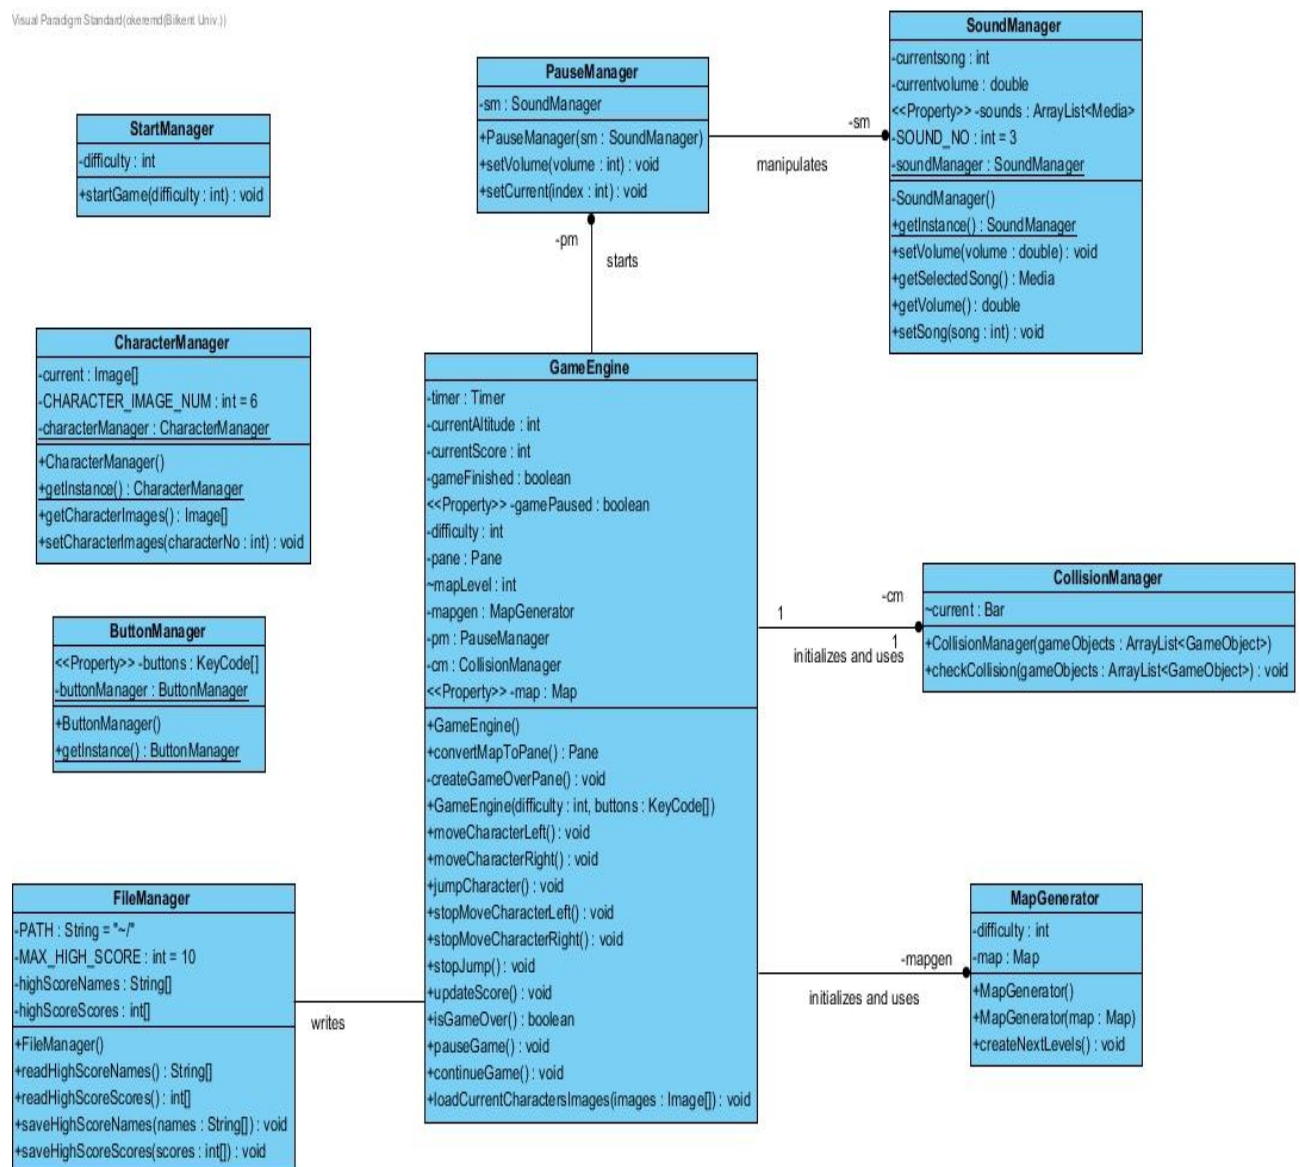 Visual Paradigm Standard(okeremd(Bilkent Univ.))
StartManager
-difficulty : int
+startGame(difficulty : int) : void
PauseManager
-sm : SoundManager
+PauseManager(sm : SoundManager)
+setVolume(volume : int) : void
+setCurrent(index : int) : void
-sm
manipulates
SoundManager
-currentsong : int
-currentvolume : double
<<Property>> -sounds : ArrayList<Media>
-SOUND_NO : int = 3
-soundManager : SoundManager
-SoundManager()
+getInstance() : SoundManager
+setVolume(volume : double) : void
+getSelectedSong() : Media
+getVolume() : double
+setSong(song : int) : void
-pm
starts
CharacterManager
-current : Image[]
-CHARACTER_IMAGE_NUM : int = 6
-characterManager : CharacterManager
+CharacterManager()
+getInstance() : CharacterManager
+getCharacterImages() : Image[]
+setCharacterImages(characterNo : int) : void
GameEngine
-timer : Timer
-currentAltitude : int
-currentScore : int
-gameFinished : boolean
<<Property>> -gamePaused : boolean
-difficulty : int
-pane : Pane
~mapLevel : int
-mapgen : MapGenerator
-pm : PauseManager
-cm : CollisionManager
<<Property>> -map : Map
+GameEngine()
+convertMapToPane() : Pane
-createGameOverPane() : void
+GameEngine(difficulty : int, buttons : KeyCode[])
+moveCharacterLeft() : void
+moveCharacterRight() : void
+jumpCharacter() : void
+stopMoveCharacterLeft() : void
+stopMoveCharacterRight() : void
+stopJump() : void
+updateScore() : void
+isGameOver() : boolean
+pauseGame() : void
+continueGame() : void
+loadCurrentCharactersImages(images : Image[]) : void
-cm
1
1
initializes and uses
CollisionManager
~current : Bar
+CollisionManager(gameObjects : ArrayList<GameObject>)
+checkCollision(gameObjects : ArrayList<GameObject>) : void
ButtonManager
<<Property>> -buttons : KeyCode[]
-buttonManager : ButtonManager
+ButtonManager()
+getInstance() : ButtonManager
FileManager
-PATH : String = "~/"
-MAX_HIGH_SCORE : int = 10
-highScoreNames : String[]
-highScoreScores : int[]
+FileManager()
+readHighScoreNames() : String[]
+readHighScoreScores() : int[]
+saveHighScoreNames(names : String[]) : void
+saveHighScoreScores(scores : int[]) : void
writes
-mapgen
initializes and uses
MapGenerator
-difficulty : int
-map : Map
+MapGenerator()
+MapGenerator(map : Map)
+createNextLevels() : void